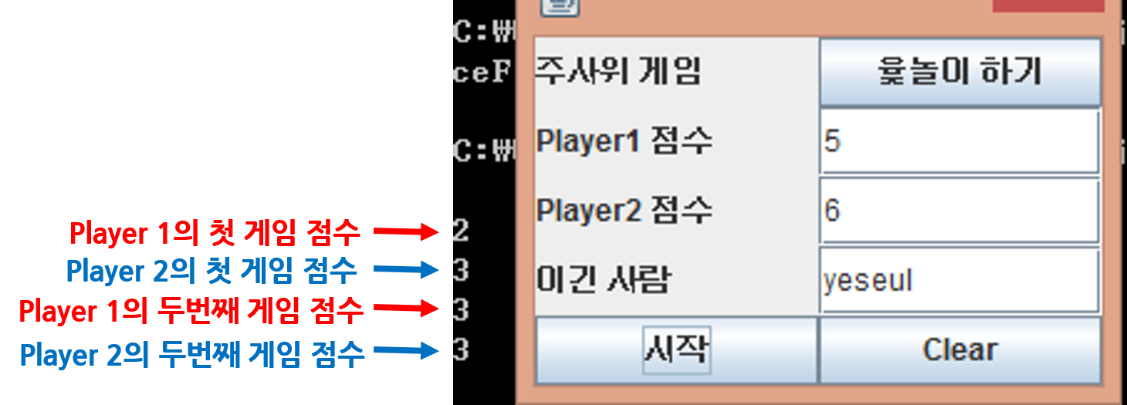 C:₩
ceF
C:₩
주사위 게임
윷놀이 하기
Player1 점수
5
Player2 점수
6
이긴 사람
yeseul
시작
Clear
Player 1의 첫 게임 점수
2
Player 2의 첫 게임 점수
3
Player 1의 두번째 게임 점수
3
Player 2의 두번째 게임 점수
3